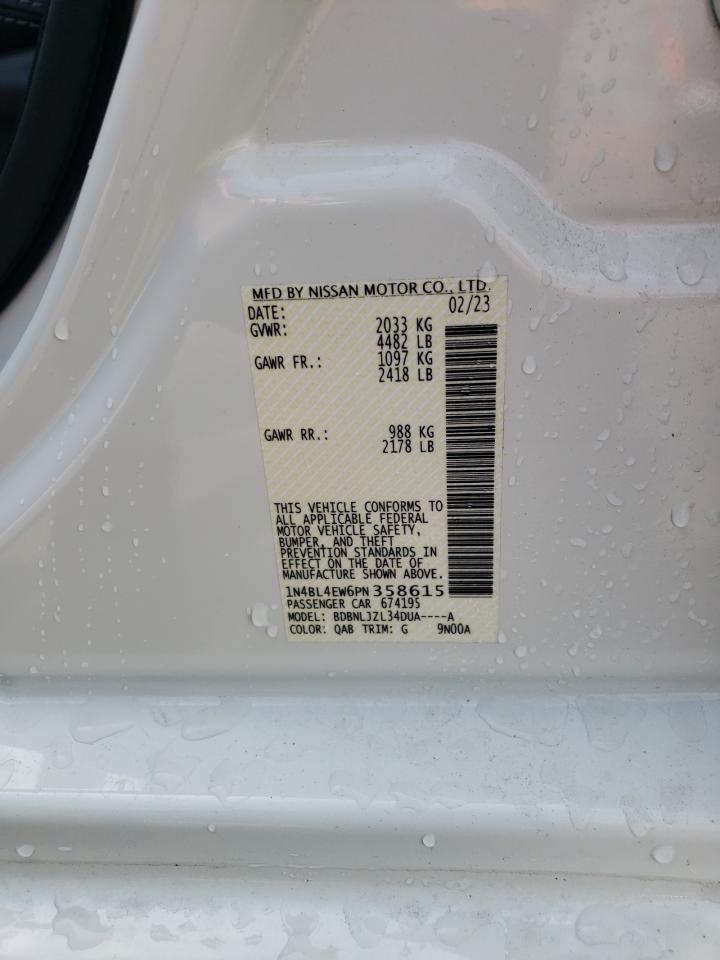 MFD BY NISSAN MOTOR CO., LTD.
DATE: 02/23
GVWR: 2033 KG
4482 LB
GAWR FR.: 1097 KG
2418 LB
GAWR RR.: 988 KG
2178 LB
THIS VEHICLE CONFORMS TO
ALL APPLICABLE FEDERAL
MOTOR VEHICLE SAFETY,
BUMPER, AND THEFT
PREVENTION STANDARDS IN
EFFECT ON THE DATE OF
MANUFACTURE SHOWN ABOVE.
1N4BL4EW6PN358615
PASSENGER CAR 674195
MODEL: BDBNLJZL34DUA----A
COLOR: QAB TRIM: G 9N00A